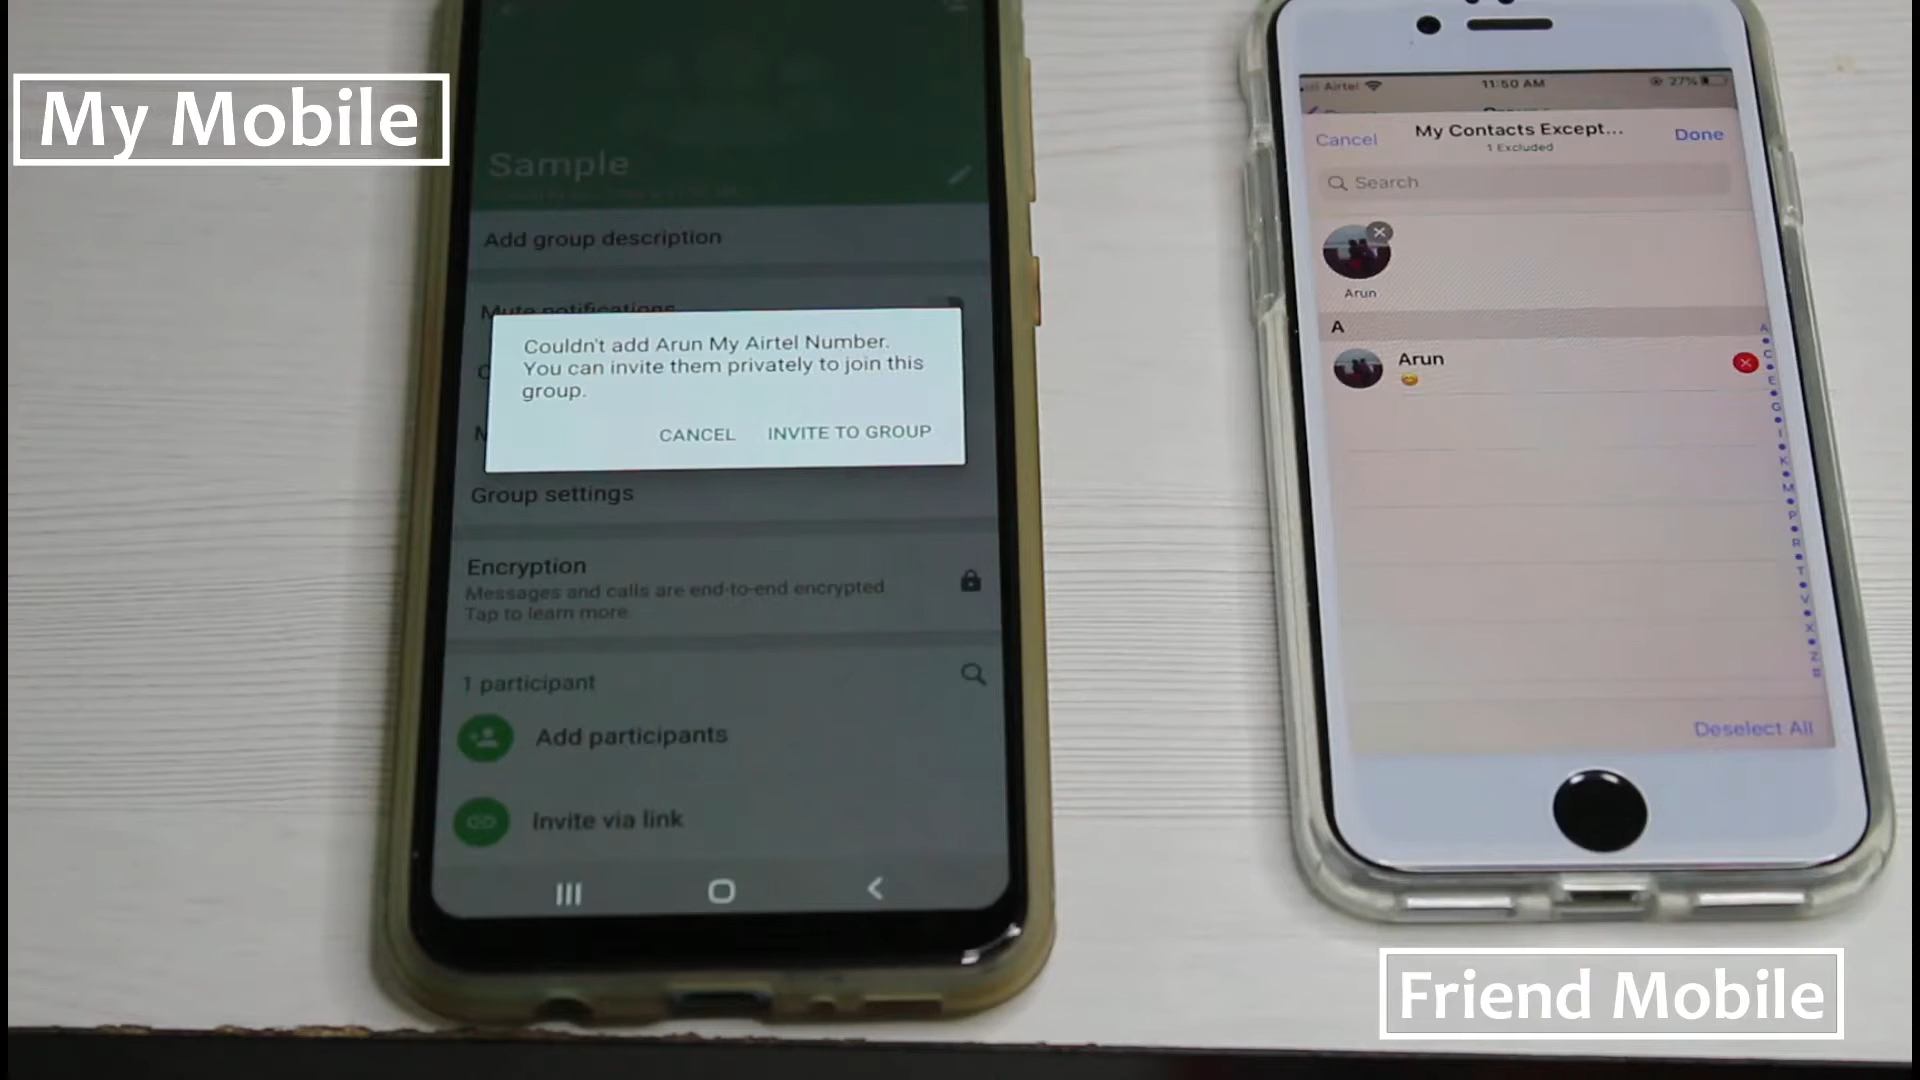 My Mobile
Sample
Add group description
Mute notifications
Couldn't add Arun My Airtel Number.
You can invite them privately to join this
group.
CANCEL INVITE TO GROUP
Group settings
Encryption
Messages and calls are end-to-end encrypted
Tap to learn more
1 participant
Add participants
Invite via link
Airtel 11:50 AM 27%
Cancel My Contacts Except... Done
1 Excluded
Search
Arun
A
Arun
A
C
E
G
I
K
M
P
R
T
V
X
Z
Deselect All
Friend Mobile